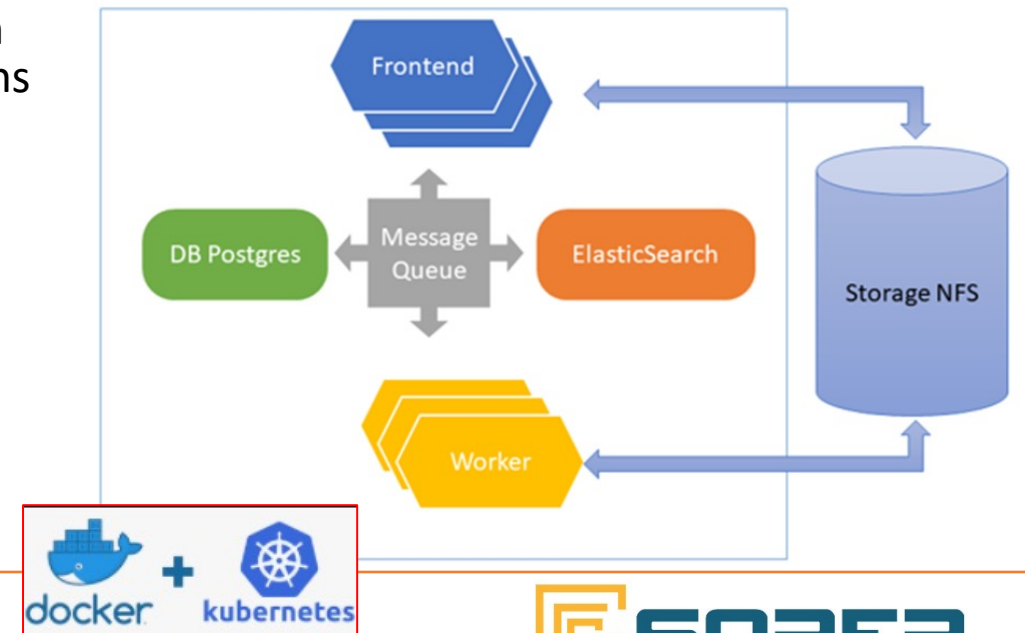 Frontend
DB Postgres
Message
Queue
ElasticSearch
Storage NFS
Worker
docker
+
kubernetes